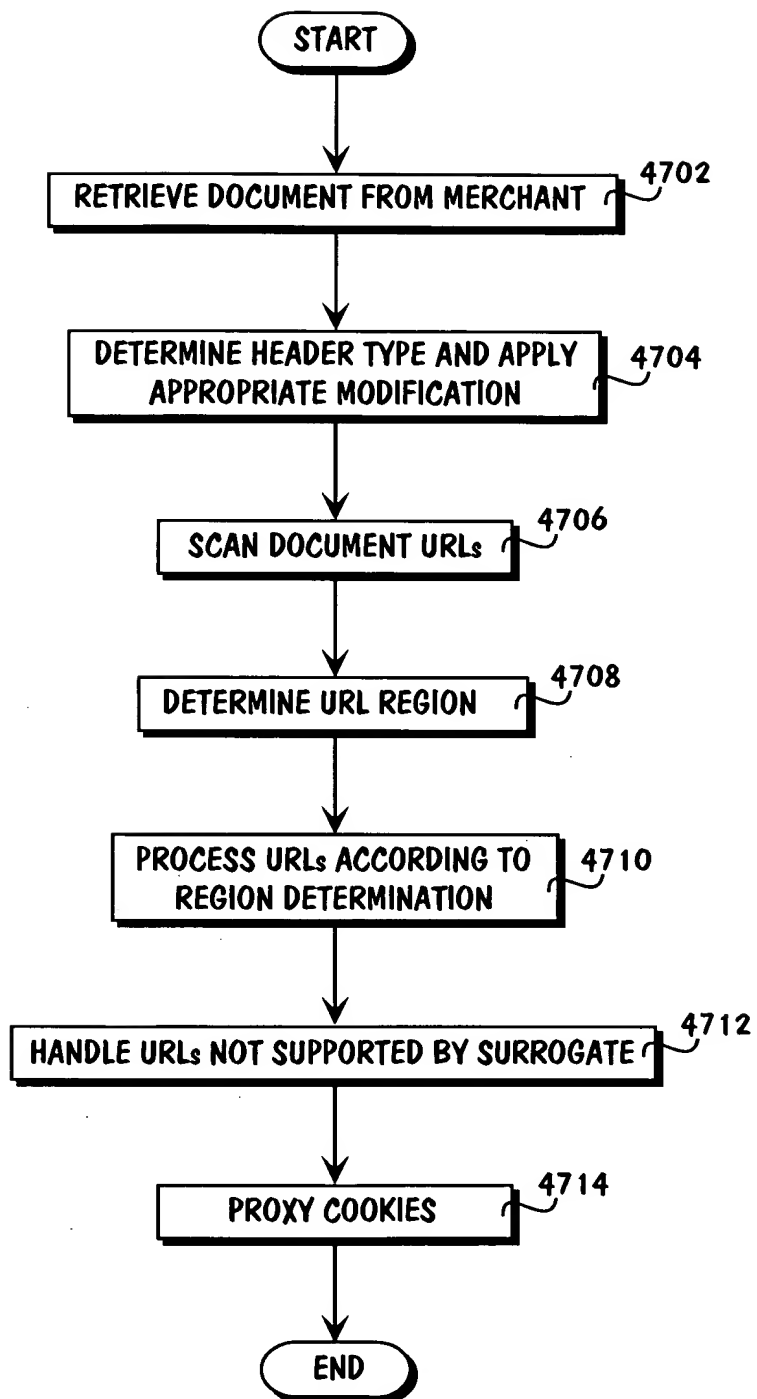 START
RETRIEVE DOCUMENT FROM MERCHANT
4702
DETERMINE HEADER TYPE AND APPLY
APPROPRIATE MODIFICATION
4704
SCAN DOCUMENT URLs
4706
DETERMINE URL REGION
4708
PROCESS URLs ACCORDING TO
REGION DETERMINATION
4710
HANDLE URLs NOT SUPPORTED BY SURROGATE
4712
PROXY COOKIES
4714
END